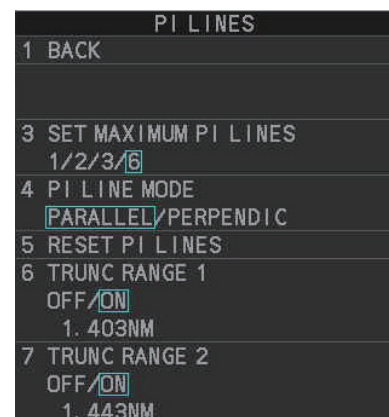 PI LINES
1 BACK
3 SET MAXIMUM PI LINES
1/2/3/6
4 PI LINE MODE
PARALLEL/PERPENDIC
5 RESET PI LINES
6 TRUNC RANGE 1
OFF/ON
1.403NM
7 TRUNC RANGE 2
OFF/ON
1.443NM